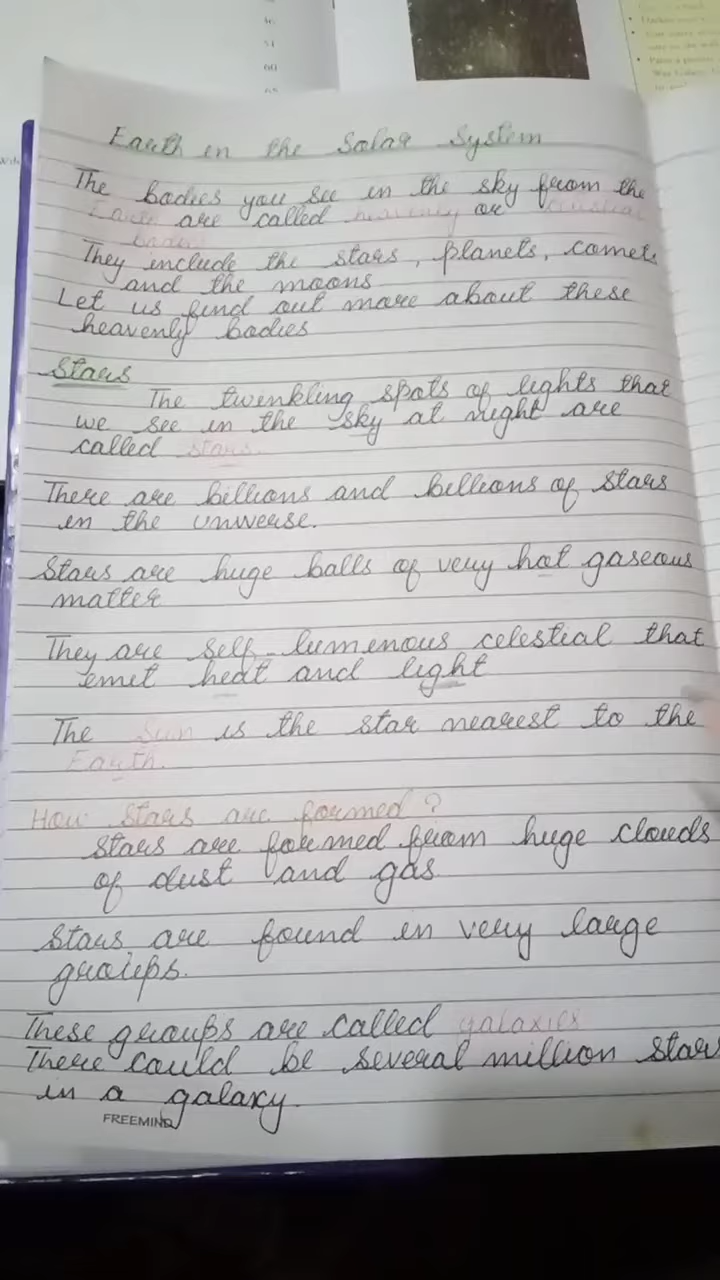 Earth in the Solar System
The bodies you see in the sky from the
Earth are called heavenly or celestial
bodies
They include the stars, planets, comets
and the moons
Let us find out more about these
heavenly bodies
Stars
The twinkling spots of lights that
we see in the sky at night are
called stars.
There are billions and billions of stars
in the universe.
Stars are huge balls of very hot gaseous
matter
They are self-luminous celestial that
emit heat and light
The Sun is the star nearest to the
Earth.
How stars are formed?
Stars are formed from huge clouds
of dust and gas
Stars are found in very large
groups.
These groups are called galaxies
There could be several million stars
in a galaxy.
FREEMIND